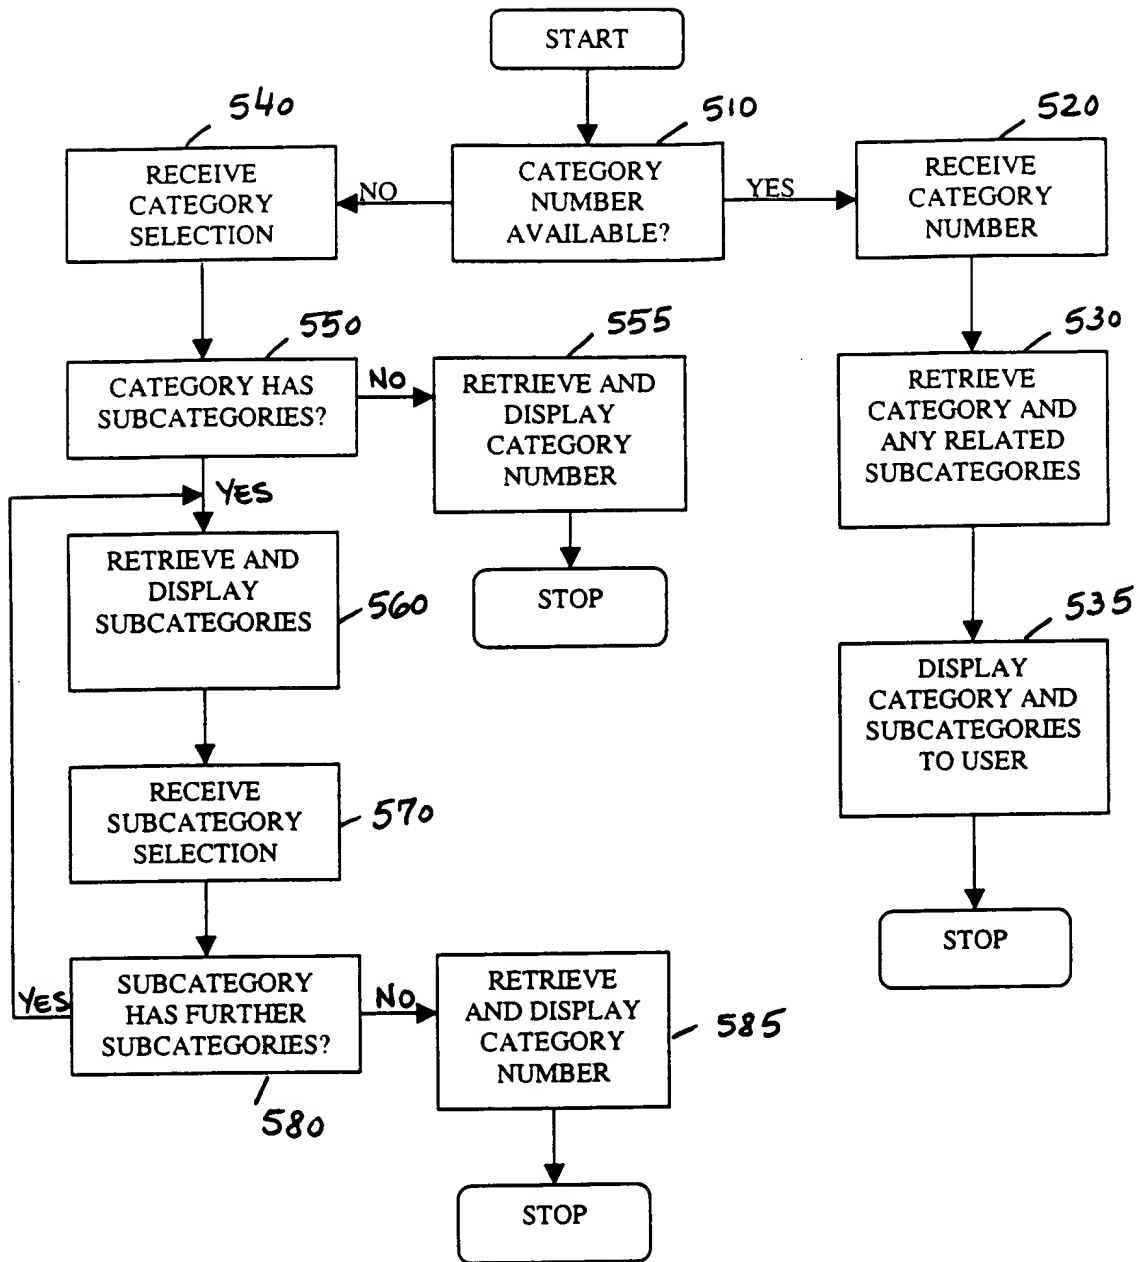 START
540
510
520
RECEIVE
CATEGORY
SELECTION
NO
CATEGORY
NUMBER
AVAILABLE?
YES
RECEIVE
CATEGORY
NUMBER
550
555
530
CATEGORY HAS
SUBCATEGORIES?
NO
RETRIEVE AND
DISPLAY
CATEGORY
NUMBER
RETRIEVE
CATEGORY AND
ANY RELATED
SUBCATEGORIES
YES
RETRIEVE AND
DISPLAY
SUBCATEGORIES
560
STOP
535
DISPLAY
CATEGORY AND
SUBCATEGORIES
TO USER
RECEIVE
SUBCATEGORY
SELECTION
570
STOP
YES
SUBCATEGORY
HAS FURTHER
SUBCATEGORIES?
NO
RETRIEVE
AND DISPLAY
CATEGORY
NUMBER
585
580
STOP